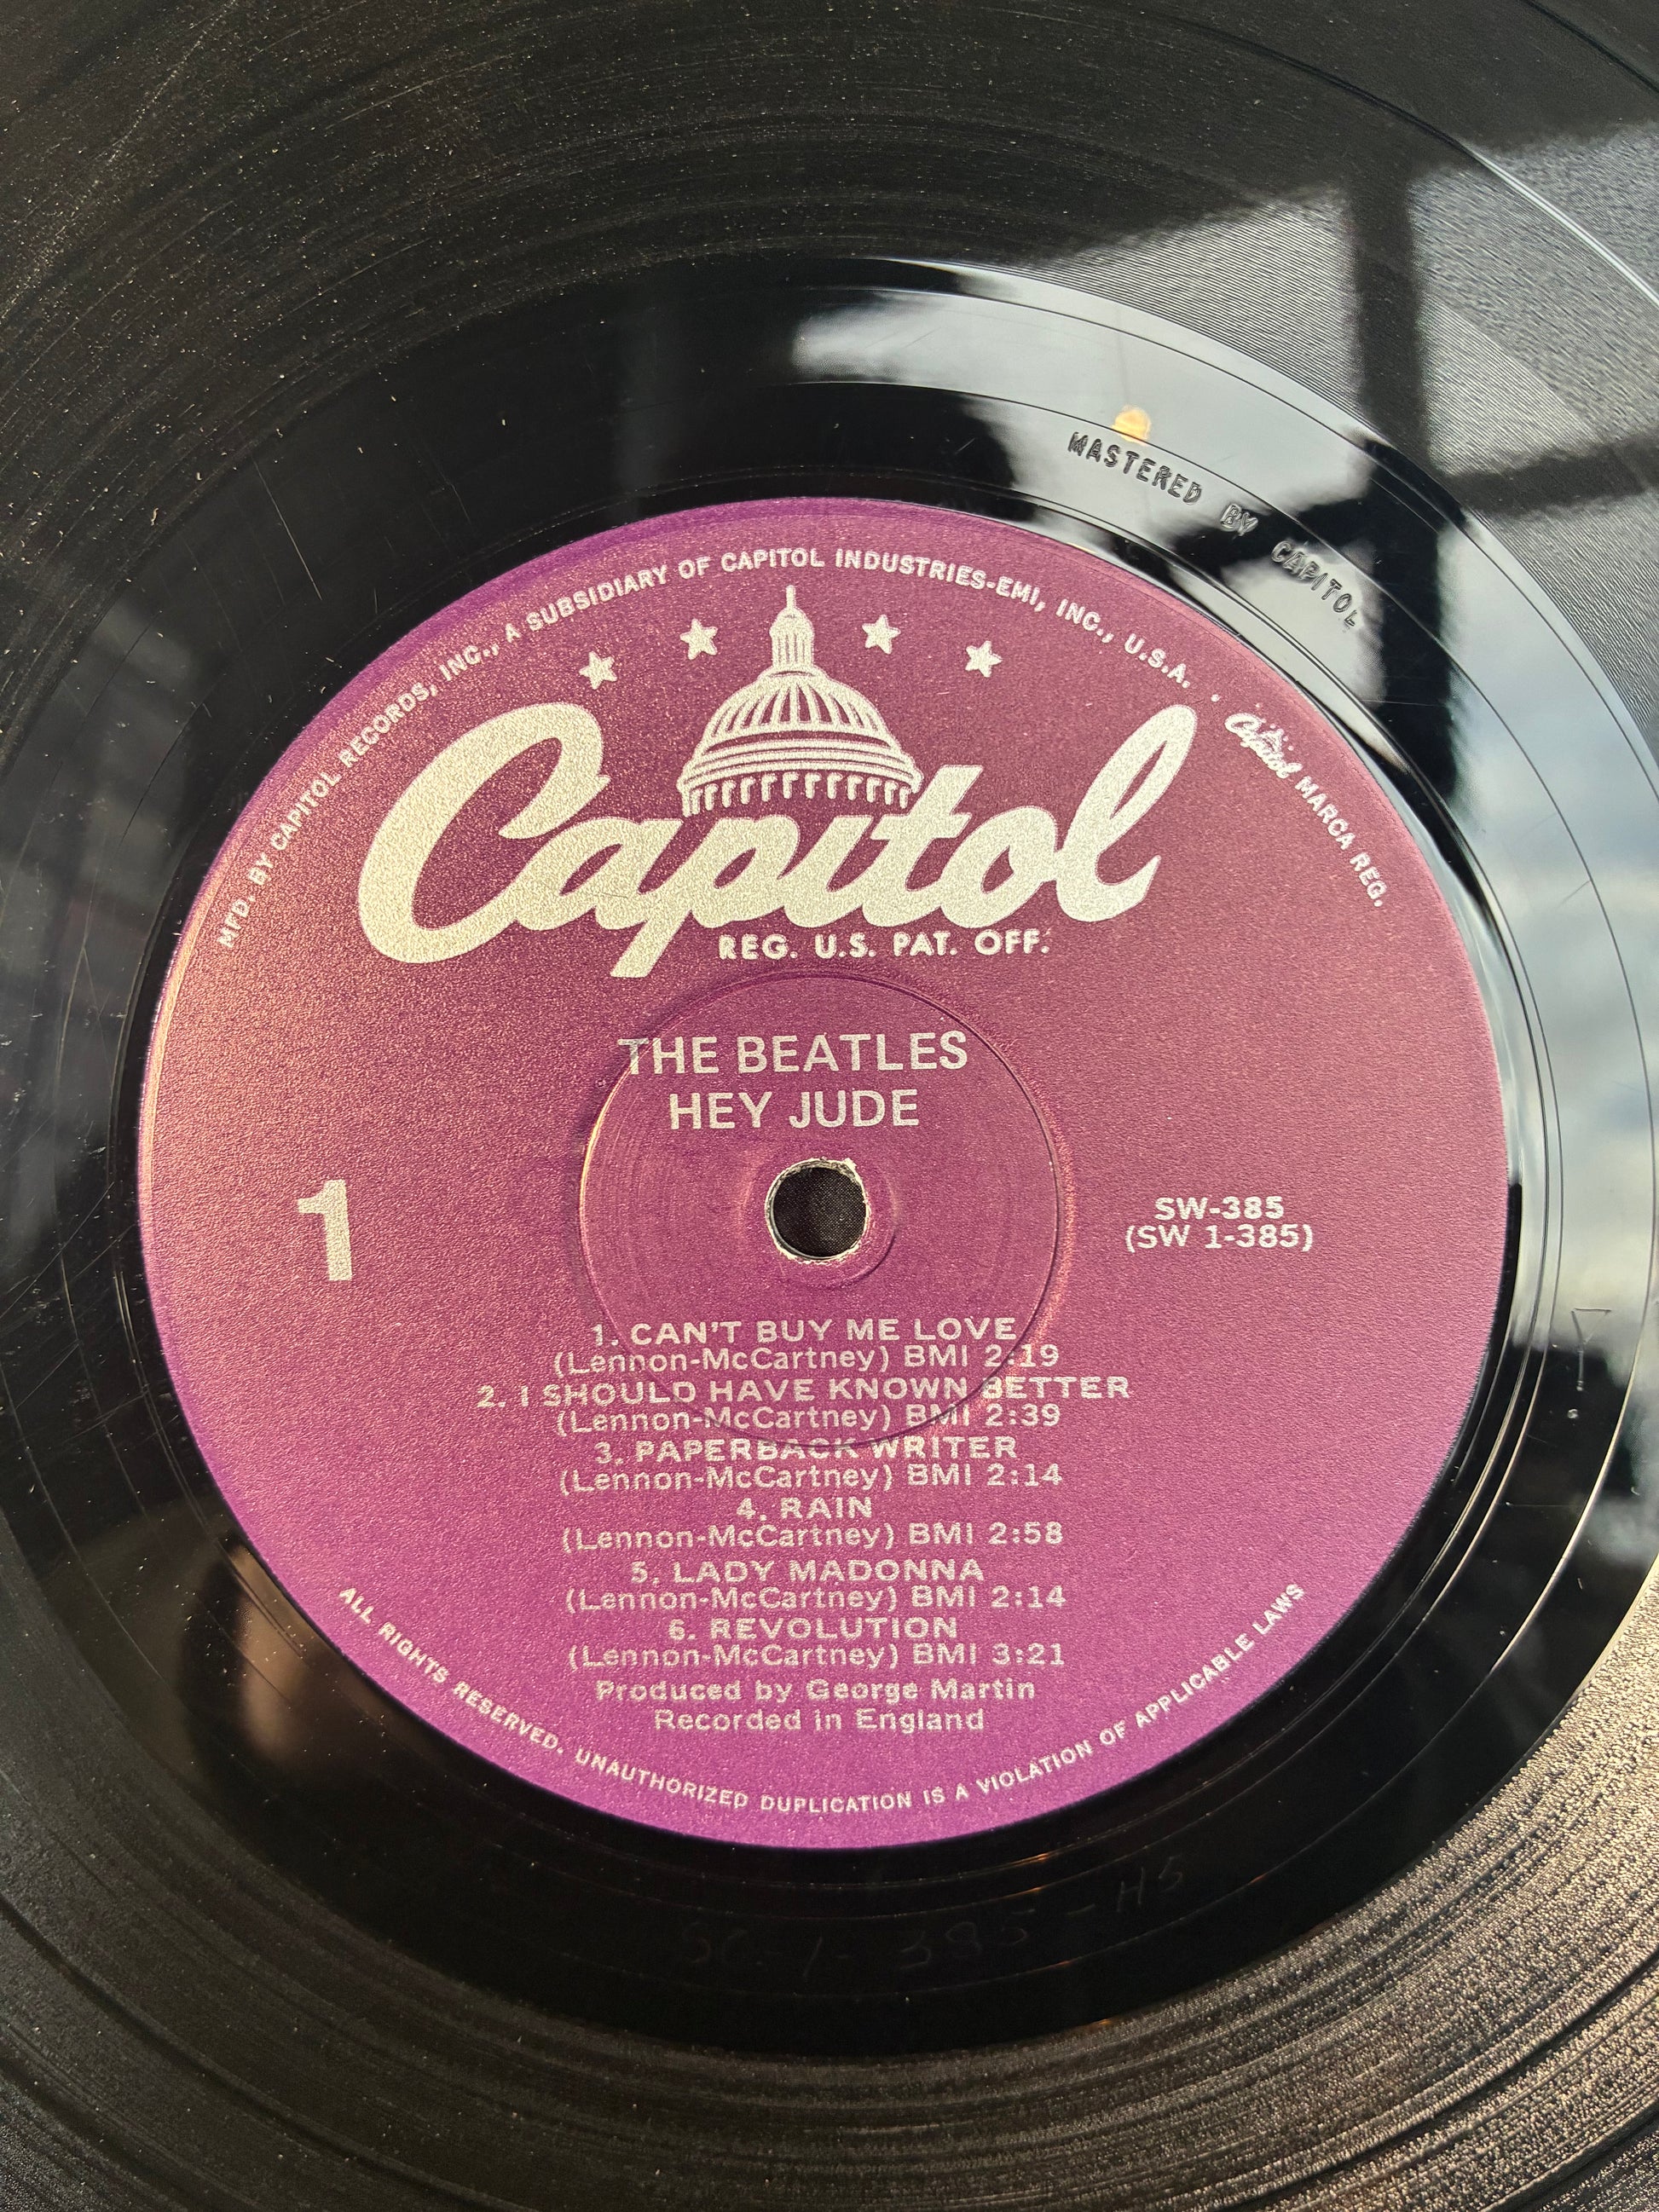 MASTERED BY CAPITOL
MFD. BY CAPITOL RECORDS, INC., A SUBSIDIARY OF CAPITOL INDUSTRIES-EMI, INC., U.S.A. · Capitol MARCA REG.
Capitol
REG. U.S. PAT. OFF.
THE BEATLES
HEY JUDE
1
SW-385
(SW 1-385)
1. CAN'T BUY ME LOVE
(Lennon-McCartney) BMI 2:19
2. I SHOULD HAVE KNOWN BETTER
(Lennon-McCartney) BMI 2:39
3. PAPERBACK WRITER
(Lennon-McCartney) BMI 2:14
4. RAIN
(Lennon-McCartney) BMI 2:58
5. LADY MADONNA
(Lennon-McCartney) BMI 2:14
6. REVOLUTION
(Lennon-McCartney) BMI 3:21
Produced by George Martin
Recorded in England
ALL RIGHTS RESERVED. UNAUTHORIZED DUPLICATION IS A VIOLATION OF APPLICABLE LAWS